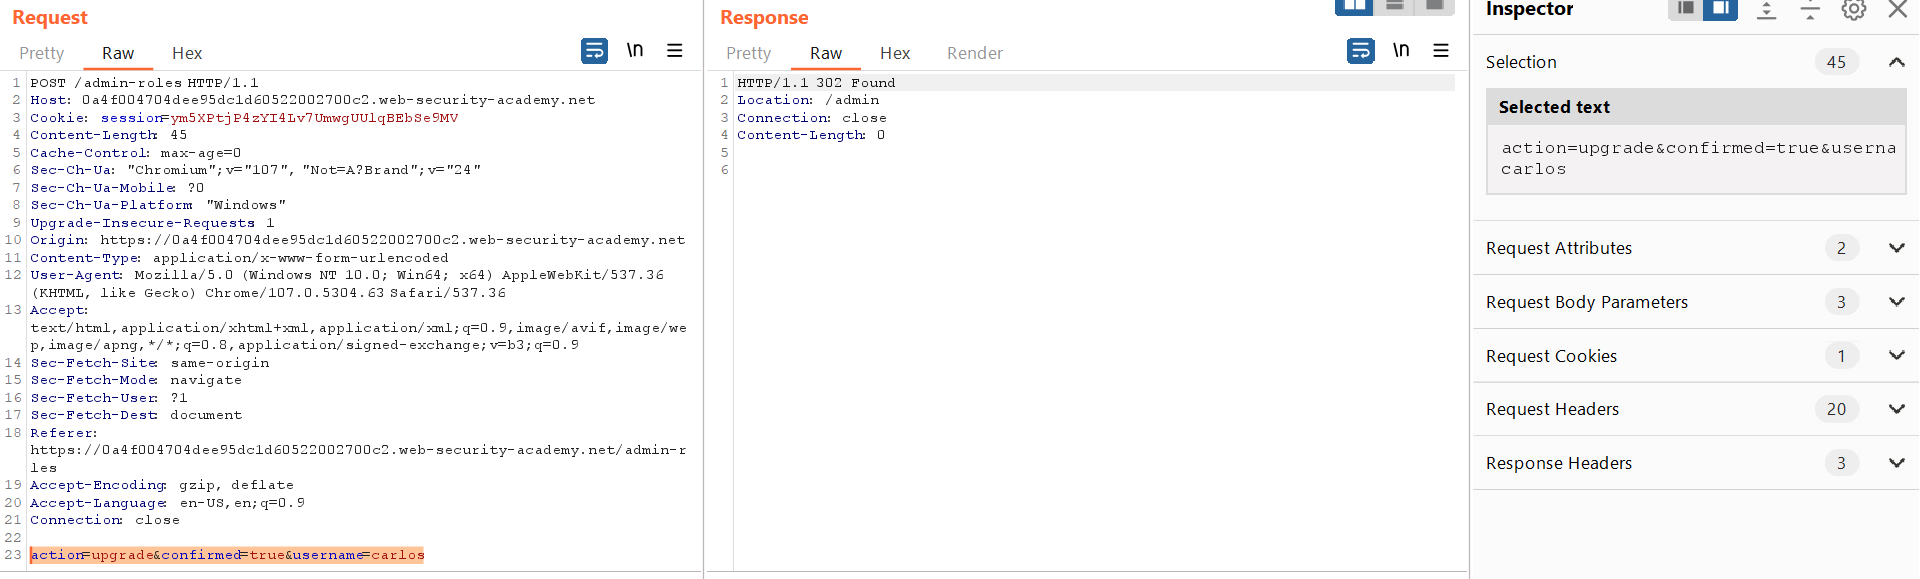 Request
Pretty Raw Hex \n
1 POST /admin-roles HTTP/1.1
2 Host: 0a4f004704dee95dc1d60522002700c2.web-security-academy.net
3 Cookie: session=ym5XPtjP4zYI4Lv7UmwgUUlqBEbSe9MV
4 Content-Length: 45
5 Cache-Control: max-age=0
6 Sec-Ch-Ua: "Chromium";v="107", "Not=A?Brand";v="24"
7 Sec-Ch-Ua-Mobile: ?0
8 Sec-Ch-Ua-Platform: "Windows"
9 Upgrade-Insecure-Requests: 1
10 Origin: https://0a4f004704dee95dc1d60522002700c2.web-security-academy.net
11 Content-Type: application/x-www-form-urlencoded
12 User-Agent: Mozilla/5.0 (Windows NT 10.0; Win64; x64) AppleWebKit/537.36
(KHTML, like Gecko) Chrome/107.0.5304.63 Safari/537.36
13 Accept:
text/html,application/xhtml+xml,application/xml;q=0.9,image/avif,image/we
p,image/apng,*/*;q=0.8,application/signed-exchange;v=b3;q=0.9
14 Sec-Fetch-Site: same-origin
15 Sec-Fetch-Mode: navigate
16 Sec-Fetch-User: ?1
17 Sec-Fetch-Dest: document
18 Referer:
https://0a4f004704dee95dc1d60522002700c2.web-security-academy.net/admin-r
les
19 Accept-Encoding: gzip, deflate
20 Accept-Language: en-US,en;q=0.9
21 Connection: close
22
23 action=upgrade&confirmed=true&username=carlos
Response
Pretty Raw Hex Render \n
1 HTTP/1.1 302 Found
2 Location: /admin
3 Connection: close
4 Content-Length: 0
5
6
Inspector
Selection 45
Selected text
action=upgrade&confirmed=true&userna
carlos
Request Attributes 2
Request Body Parameters 3
Request Cookies 1
Request Headers 20
Response Headers 3